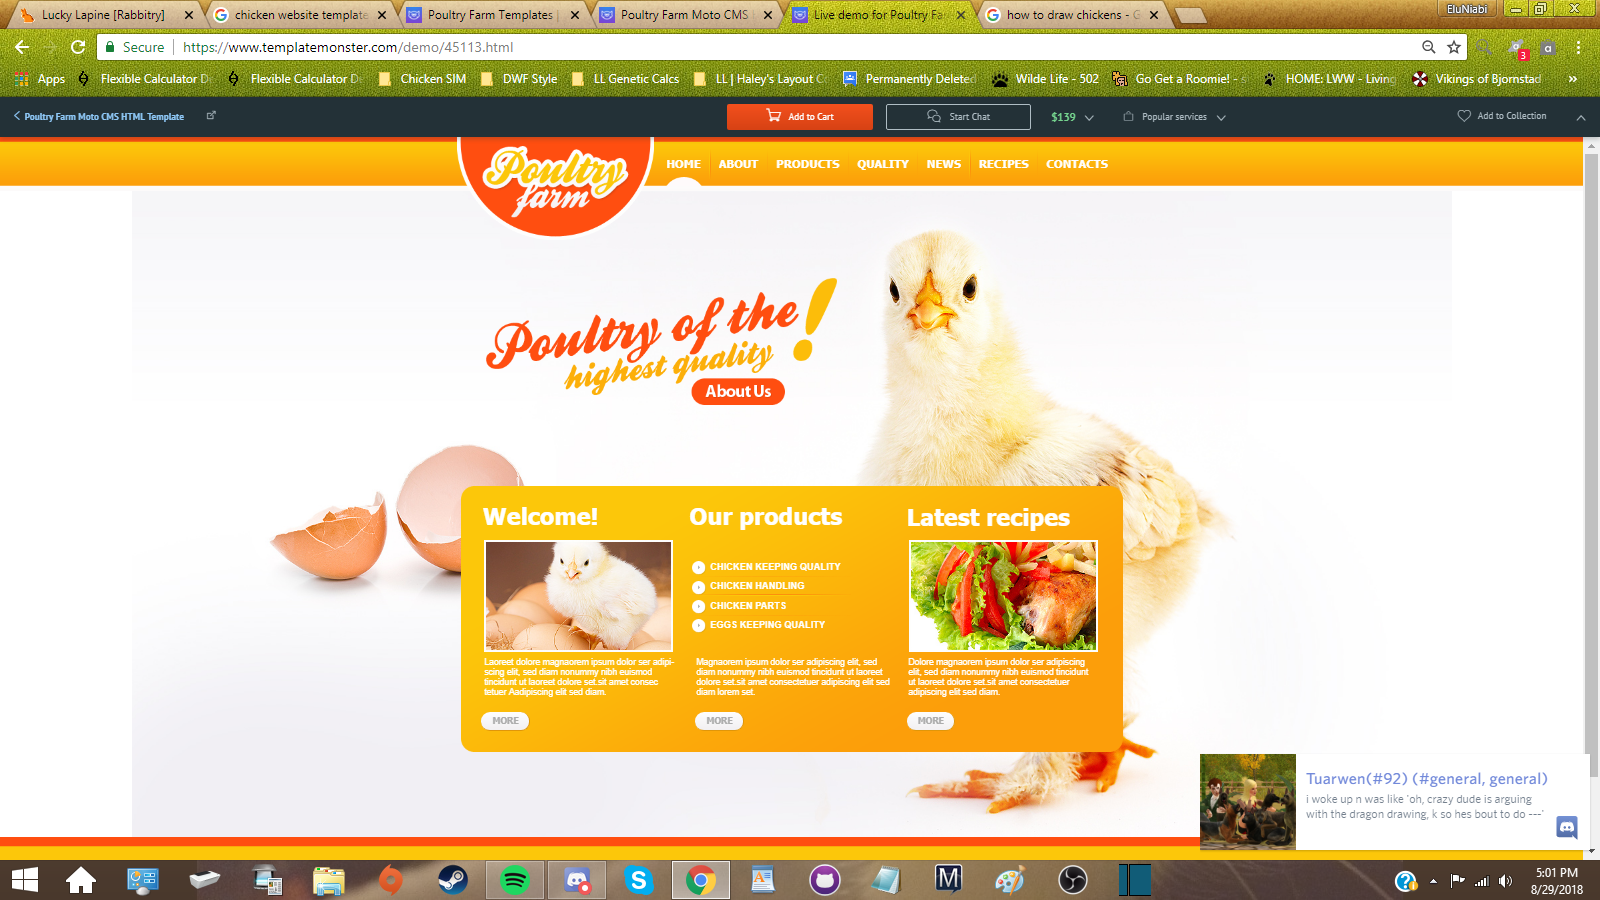 EluNiabi
Lucky Lapine [Rabbitry]
chicken website template
Poultry Farm Templates |
Poultry Farm Moto CMS
Live demo for Poultry Fa
how to draw chickens - G
Secure
https://www.templatemonster.com/demo/45113.html
3
a
Apps
Flexible Calculator D
Flexible Calculator D
Chicken SIM
DWF Style
LL Genetic Calcs
LL | Haley's Layout C
Permanently Deleted
Wilde Life - 502
Go Get a Roomie! - s
HOME: LWW - Living
Vikings of Bjornstad
»
Poultry Farm Moto CMS HTML Template
Add to Cart
Start Chat
$139
Popular services
Add to Collection
Poultry
farm
HOME
ABOUT
PRODUCTS
QUALITY
NEWS
RECIPES
CONTACTS
Poultry of the !
highest quality
About Us
Welcome!
Laoreet dolore magnaorem ipsum dolor ser adipi-
scing elit, sed diam nonummy nibh euismod
tincidunt ut laoreet dolore set.sit amet consec
tetuer Aadipiscing elit sed diam.
MORE
Our products
CHICKEN KEEPING QUALITY
CHICKEN HANDLING
CHICKEN PARTS
EGGS KEEPING QUALITY
Magnaorem ipsum dolor ser adipiscing elit, sed
diam nonummy nibh euismod tincidunt ut laoreet
dolore set.sit amet consectetuer adipiscing elit sed
diam lorem set.
MORE
Latest recipes
Dolore magnaorem ipsum dolor ser adipiscing
elit, sed diam nonummy nibh euismod tincidunt
ut laoreet dolore set.sit amet consectetuer
adipiscing elit sed diam.
MORE
Tuarwen(#92) (#general, general)
i woke up n was like 'oh, crazy dude is arguing
with the dragon drawing, k so hes bout to do ---'
M
5:01 PM
8/29/2018